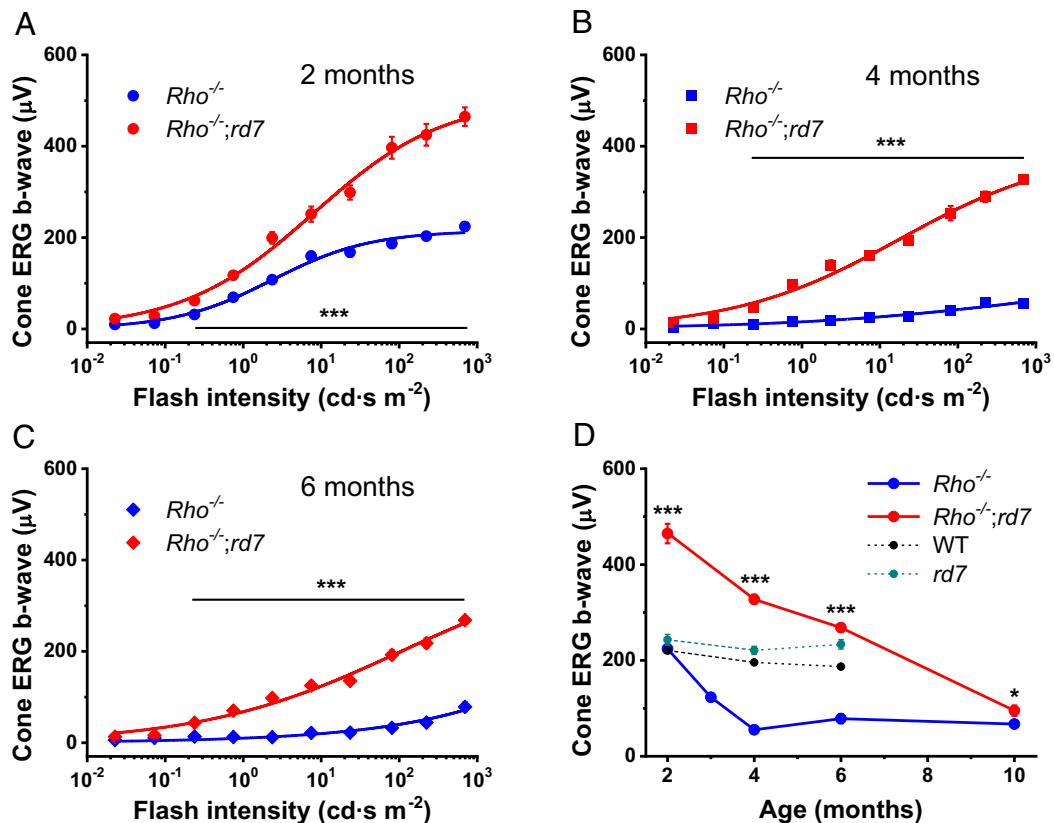 A
600
400
200
0
Cone ERG b-wave (μV)
2 months
Rho-/-
Rho-/-;rd7
***
10-2 10-1 100 101 102 103
Flash intensity (cd·s m-2)
B
600
400
200
0
Cone ERG b-wave (μV)
4 months
Rho-/-
Rho-/-;rd7
***
10-2 10-1 100 101 102 103
Flash intensity (cd·s m-2)
C
600
400
200
0
Cone ERG b-wave (μV)
6 months
Rho-/-
Rho-/-;rd7
***
10-2 10-1 100 101 102 103
Flash intensity (cd·s m-2)
D
600
400
200
0
Cone ERG b-wave (μV)
Rho-/-
Rho-/-;rd7
WT
rd7
***
***
***
*
2 4 6 8 10
Age (months)